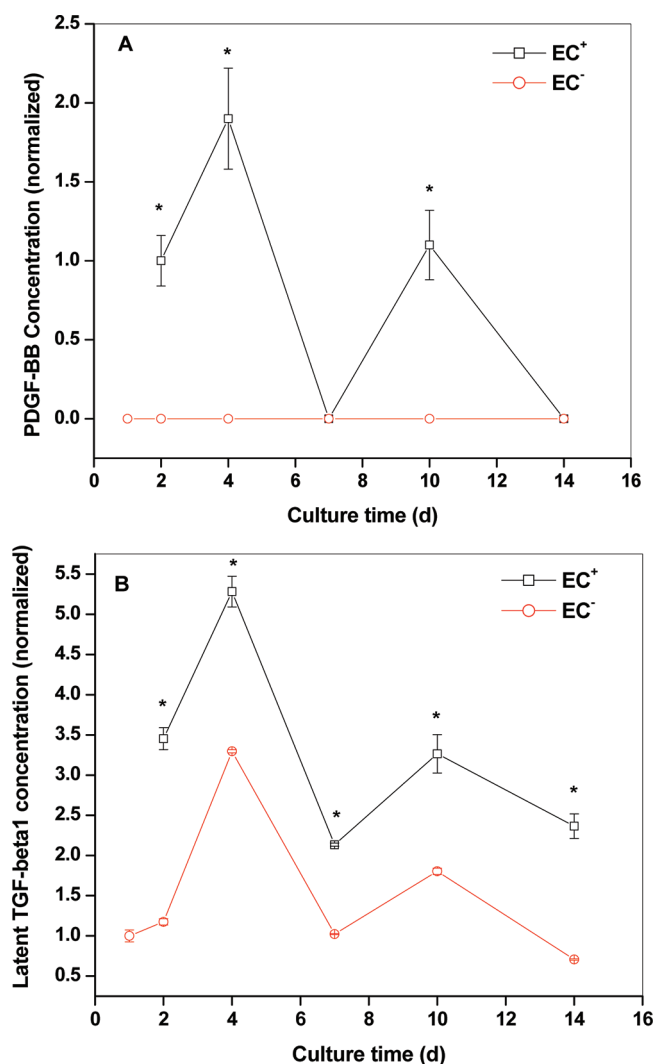 A
EC⁺
EC⁻
*
*
*
2.5
2.0
1.5
1.0
0.5
0.0
PDGF-BB Concentration (normalized)
0 2 4 6 8 10 12 14 16
Culture time (d)
B
EC⁺
EC⁻
*
*
*
*
*
5.5
5.0
4.5
4.0
3.5
3.0
2.5
2.0
1.5
1.0
0.5
Latent TGF-beta1 concentration (normalized)
0 2 4 6 8 10 12 14 16
Culture time (d)